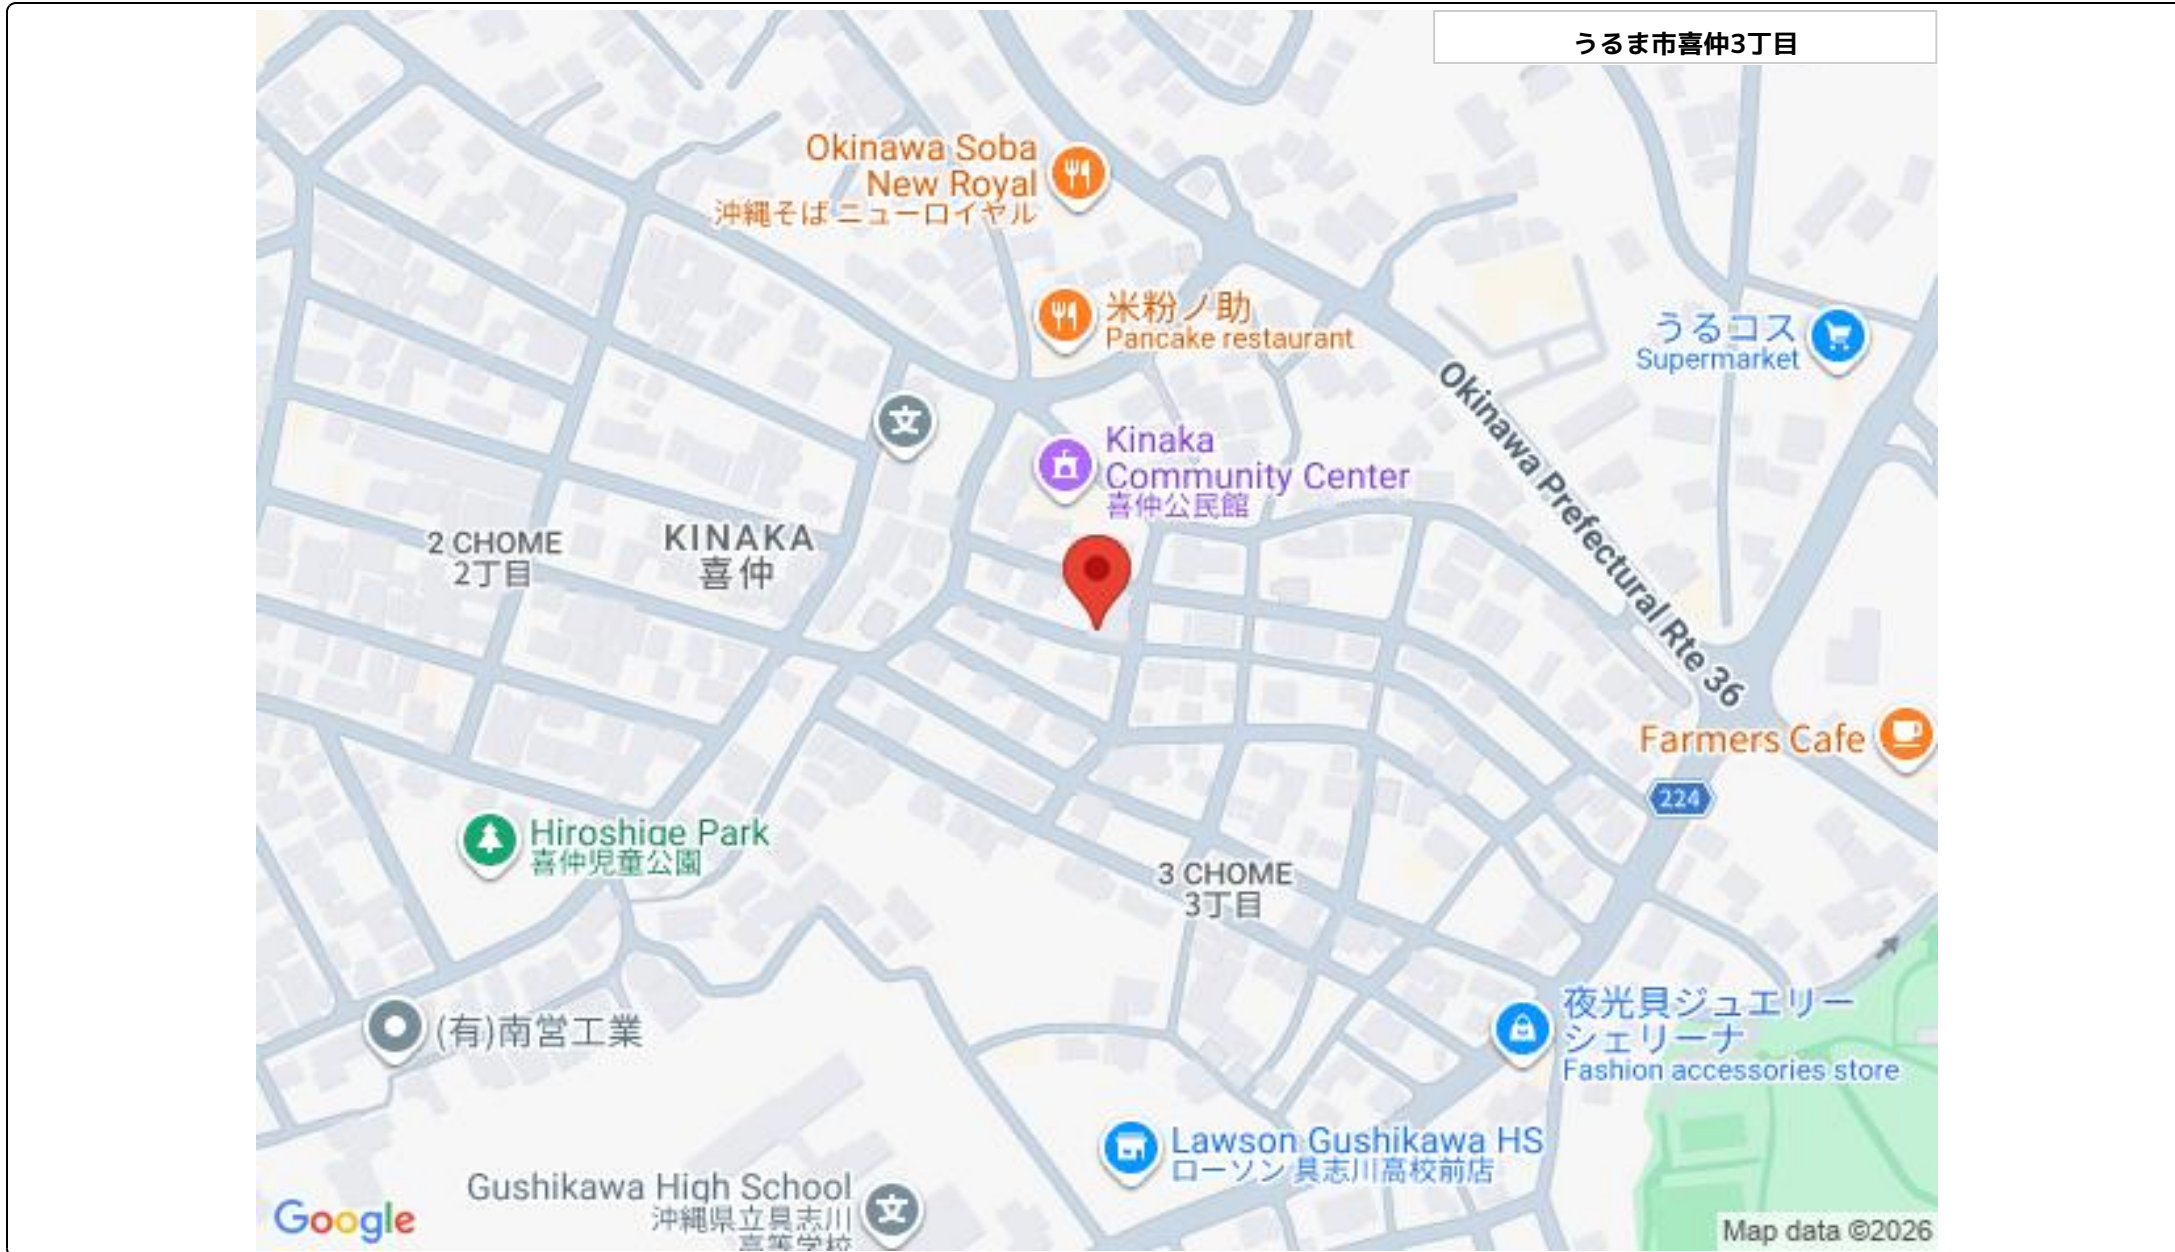 うるま市喜仲3丁目
Okinawa Soba
New Royal
沖縄そば ニューロイヤル
米粉ノ助
Pancake restaurant
うるコス
Supermarket
Okinawa Prefectural Rte 36
文
Kinaka
Community Center
喜仲公民館
2 CHOME
2丁目
KINAKA
喜仲
Farmers Cafe
224
Hiroshige Park
喜仲児童公園
3 CHOME
3丁目
(有)南営工業
夜光貝ジュエリー
シェリーナ
Fashion accessories store
Lawson Gushikawa HS
ローソン 具志川高校前店
Gushikawa High School
沖縄県立具志川
高等学校
文
Google
Map data ©2026